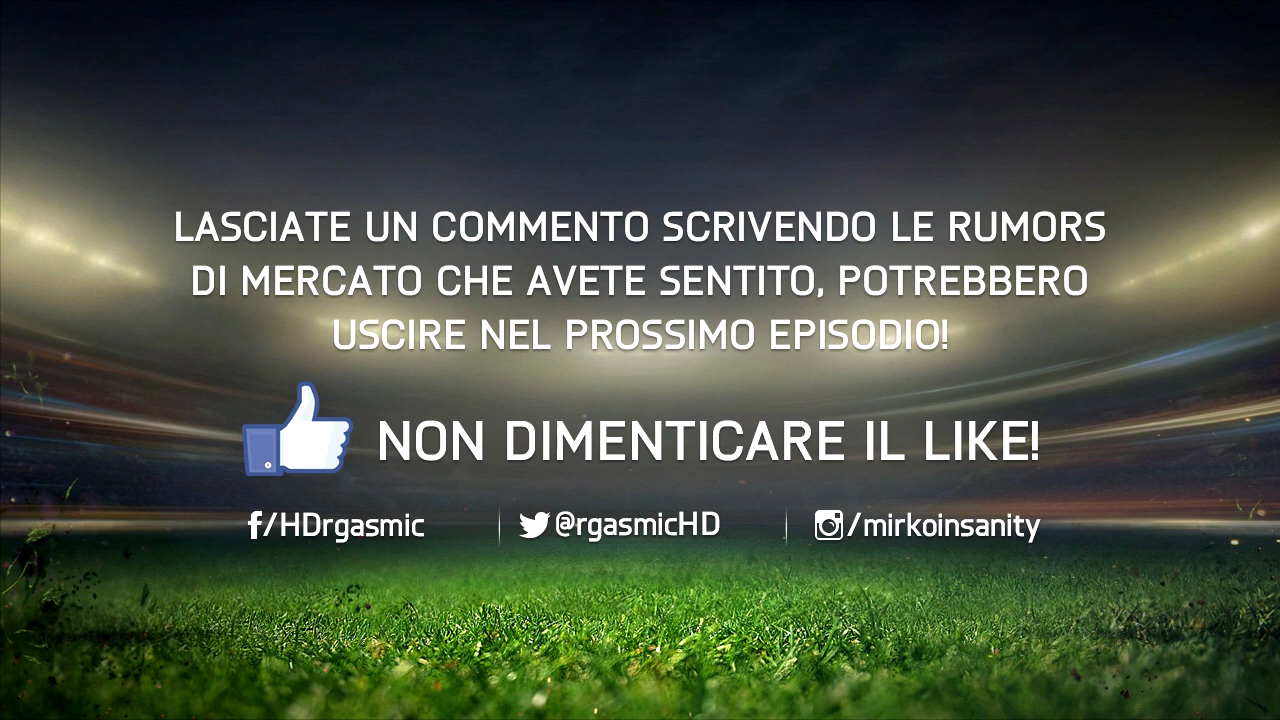 LASCIATE UN COMMENTO SCRIVENDO LE RUMORS
DI MERCATO CHE AVETE SENTITO, POTREBBERO
USCIRE NEL PROSSIMO EPISODIO!
NON DIMENTICARE IL LIKE!
f/HDrgasmic @rgasmicHD /mirkoinsanity